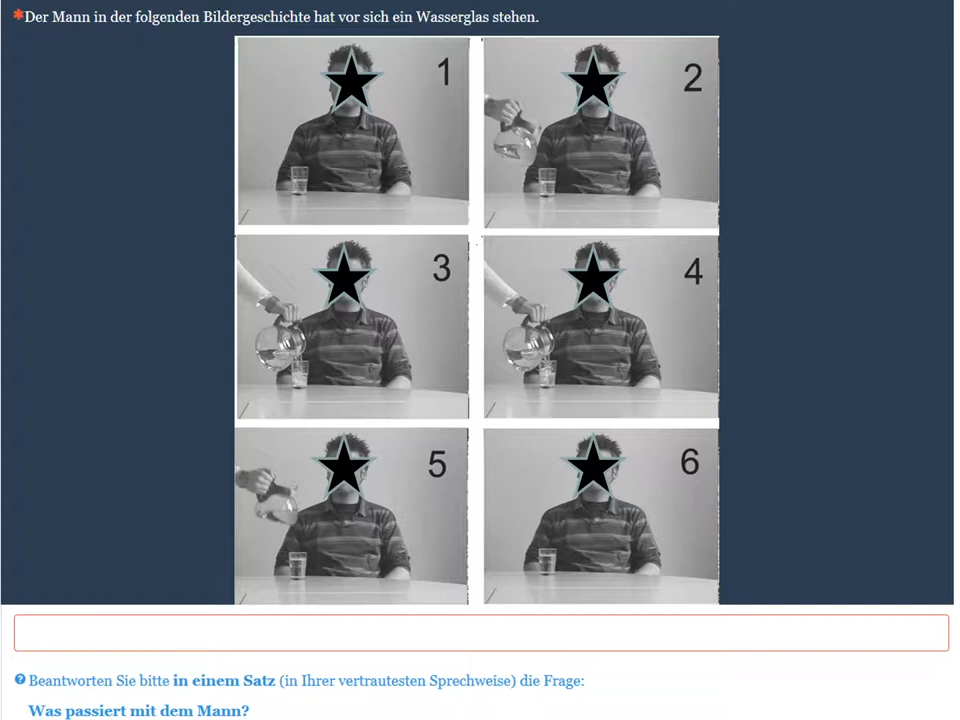 *Der Mann in der folgenden Bildergeschichte hat vor sich ein Wasserglas stehen.
1
2
3
4
5
6
Beantworten Sie bitte in einem Satz (in Ihrer vertrautesten Sprechweise) die Frage:
Was passiert mit dem Mann?